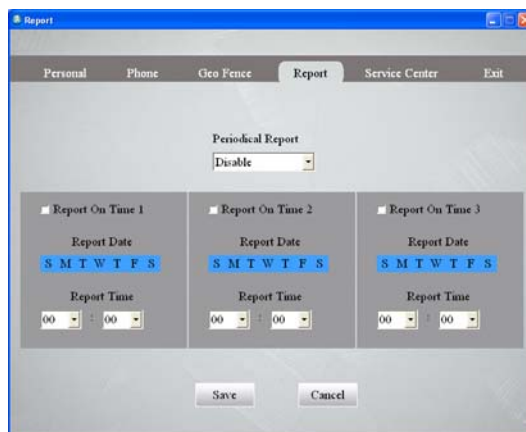 Report
Personal Phone Geo Fence Report Service Center Exit
Periodical Report
Disable
Report On Time 1 Report On Time 2 Report On Time 3
Report Date Report Date Report Date
S M T W T F S S M T W T F S S M T W T F S
Report Time Report Time Report Time
00 : 00 00 : 00 00 : 00
Save Cancel